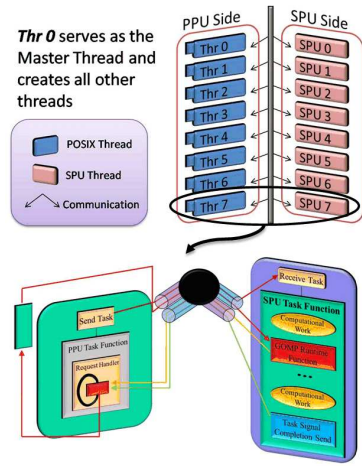 Thr 0 serves as the
Master Thread and
creates all other
threads
POSIX Thread
SPU Thread
Communication
PPU Side
SPU Side
Thr 0
SPU 0
Thr 1
SPU 1
Thr 2
SPU 2
Thr 3
SPU 3
Thr 4
SPU 4
Thr 5
SPU 5
Thr 6
SPU 6
Thr 7
SPU 7
Send Task
PPU Task Function
Request Handler
Receive Task
SPU Task Function
Computational
Work
GOMP Runtime
Function
...
Computational
Work
Task Signal
Completion Send